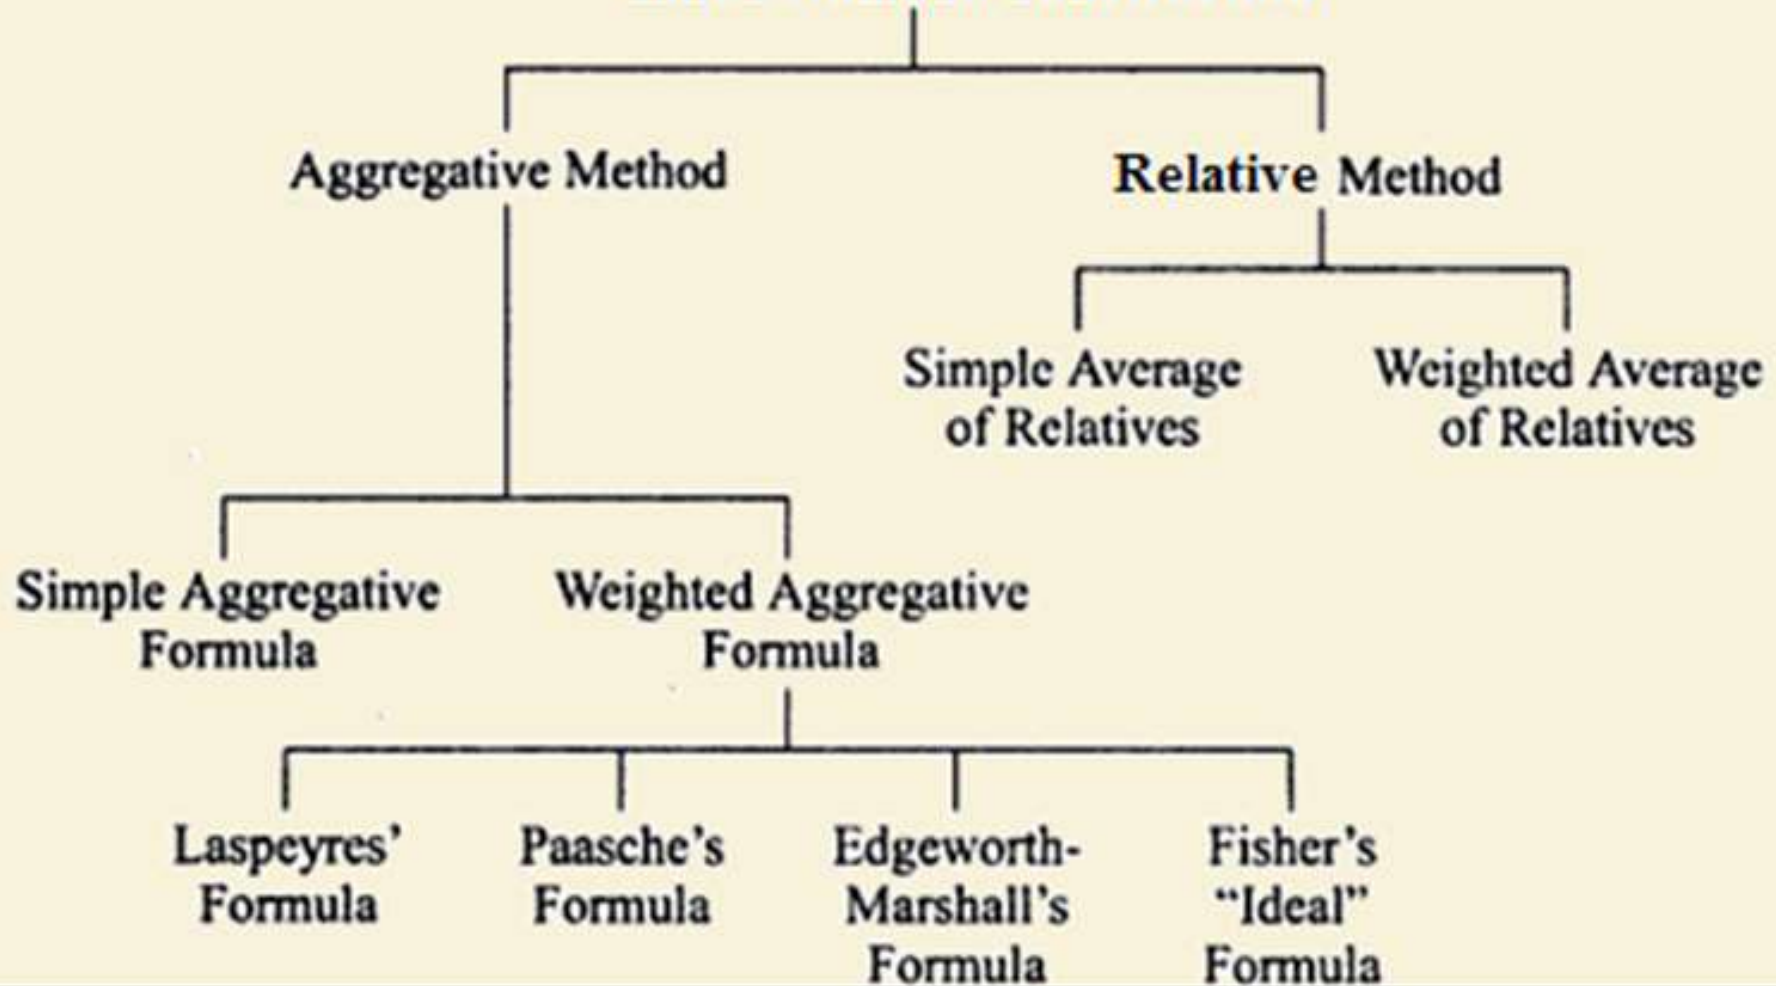 Aggregative Method
Relative Method
Simple Average
of Relatives
Weighted Average
of Relatives
Simple Aggregative
Formula
Weighted Aggregative
Formula
Laspeyres’
Formula
Paasche’s
Formula
Edgeworth-
Marshall’s
Formula
Fisher’s
“Ideal”
Formula